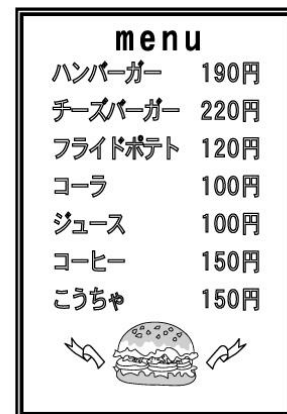 menu
ハンバーガー 190円
チーズバーガー 220円
フライドポテト 120円
コーラ 100円
ジュース 100円
コーヒー 150円
こうちゃ 150円